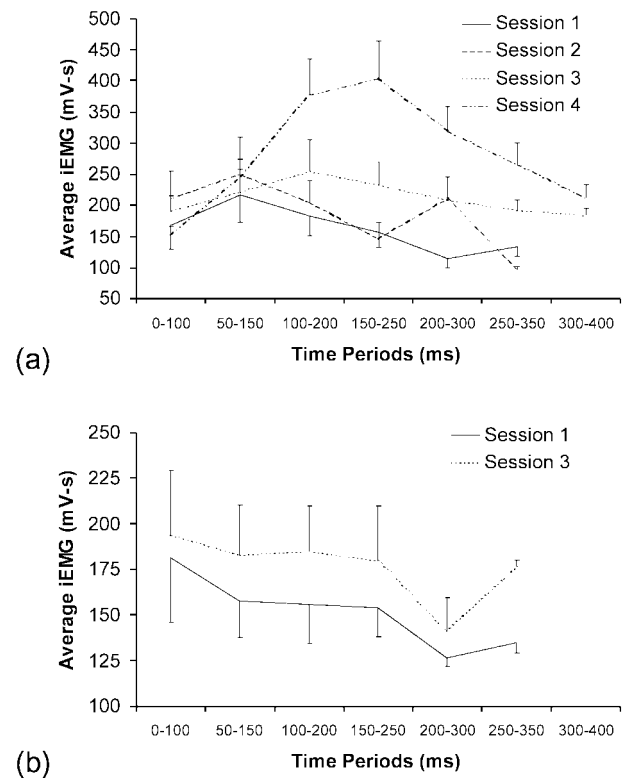 500
450
400
350
300
250
200
150
100
50
Average iEMG (mV-s)
Session 1
Session 2
Session 3
Session 4
0-100 50-150 100-200 150-250 200-300 250-350 300-400
Time Periods (ms)
(a)
250
225
200
175
150
125
100
Average iEMG (mV-s)
Session 1
Session 3
0-100 50-150 100-200 150-250 200-300 250-350 300-400
Time Periods (ms)
(b)